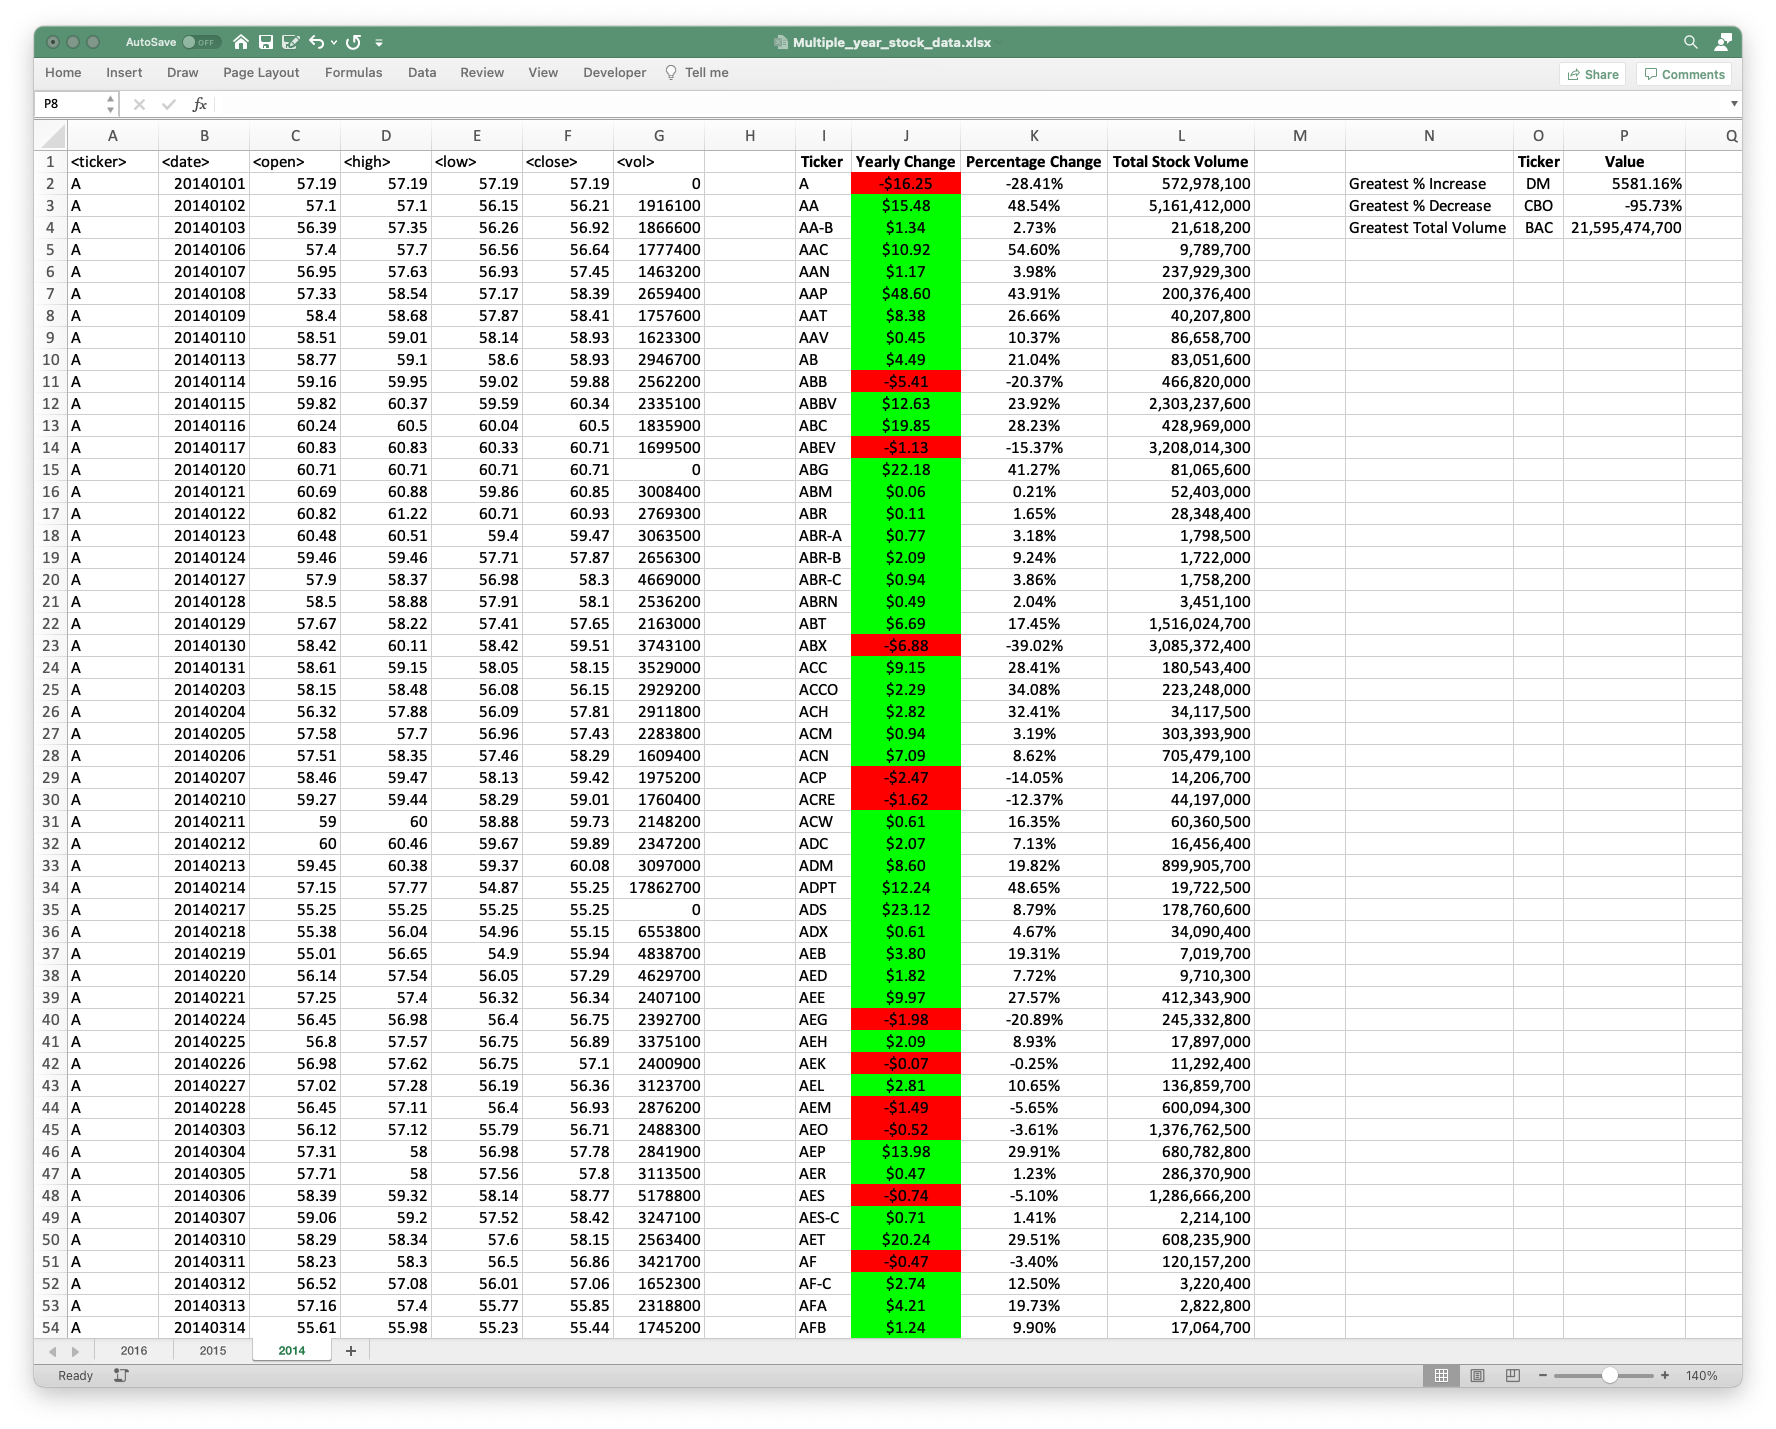 AutoSave OFF Multiple_year_stock_data.xlsx
Home Insert Draw Page Layout Formulas Data Review View Developer Tell me Share Comments
P8 fx
A B C D E F G H I J K L M N O P Q
1 <ticker> <date> <open> <high> <low> <close> <vol> Ticker Yearly Change Percentage Change Total Stock Volume Ticker Value
2 A 20140101 57.19 57.19 57.19 57.19 0 A -$16.25 -28.41% 572,978,100 Greatest % Increase DM 5581.16%
3 A 20140102 57.1 57.1 56.15 56.21 1916100 AA $15.48 48.54% 5,161,412,000 Greatest % Decrease CBO -95.73%
4 A 20140103 56.39 57.35 56.26 56.92 1866600 AA-B $1.34 2.73% 21,618,200 Greatest Total Volume BAC 21,595,474,700
5 A 20140106 57.4 57.7 56.56 56.64 1777400 AAC $10.92 54.60% 9,789,700
6 A 20140107 56.95 57.63 56.93 57.45 1463200 AAN $1.17 3.98% 237,929,300
7 A 20140108 57.33 58.54 57.17 58.39 2659400 AAP $48.60 43.91% 200,376,400
8 A 20140109 58.4 58.68 57.87 58.41 1757600 AAT $8.38 26.66% 40,207,800
9 A 20140110 58.51 59.01 58.14 58.93 1623300 AAV $0.45 10.37% 86,658,700
10 A 20140113 58.77 59.1 58.6 58.93 2946700 AB $4.49 21.04% 83,051,600
11 A 20140114 59.16 59.95 59.02 59.88 2562200 ABB -$5.41 -20.37% 466,820,000
12 A 20140115 59.82 60.37 59.59 60.34 2335100 ABBV $12.63 23.92% 2,303,237,600
13 A 20140116 60.24 60.5 60.04 60.5 1835900 ABC $19.85 28.23% 428,969,000
14 A 20140117 60.83 60.83 60.33 60.71 1699500 ABEV -$1.13 -15.37% 3,208,014,300
15 A 20140120 60.71 60.71 60.71 60.71 0 ABG $22.18 41.27% 81,065,600
16 A 20140121 60.69 60.88 59.86 60.85 3008400 ABM $0.06 0.21% 52,403,000
17 A 20140122 60.82 61.22 60.71 60.93 2769300 ABR $0.11 1.65% 28,348,400
18 A 20140123 60.48 60.51 59.4 59.47 3063500 ABR-A $0.77 3.18% 1,798,500
19 A 20140124 59.46 59.46 57.71 57.87 2656300 ABR-B $2.09 9.24% 1,722,000
20 A 20140127 57.9 58.37 56.98 58.3 4669000 ABR-C $0.94 3.86% 1,758,200
21 A 20140128 58.5 58.88 57.91 58.1 2536200 ABRN $0.49 2.04% 3,451,100
22 A 20140129 57.67 58.22 57.41 57.65 2163000 ABT $6.69 17.45% 1,516,024,700
23 A 20140130 58.42 60.11 58.42 59.51 3743100 ABX -$6.88 -39.02% 3,085,372,400
24 A 20140131 58.61 59.15 58.05 58.15 3529000 ACC $9.15 28.41% 180,543,400
25 A 20140203 58.15 58.48 56.08 56.15 2929200 ACCO $2.29 34.08% 223,248,000
26 A 20140204 56.32 57.88 56.09 57.81 2911800 ACH $2.82 32.41% 34,117,500
27 A 20140205 57.58 57.7 56.96 57.43 2283800 ACM $0.94 3.19% 303,393,900
28 A 20140206 57.51 58.35 57.46 58.29 1609400 ACN $7.09 8.62% 705,479,100
29 A 20140207 58.46 59.47 58.13 59.42 1975200 ACP -$2.47 -14.05% 14,206,700
30 A 20140210 59.27 59.44 58.29 59.01 1760400 ACRE -$1.62 -12.37% 44,197,000
31 A 20140211 59 60 58.88 59.73 2148200 ACW $0.61 16.35% 60,360,500
32 A 20140212 60 60.46 59.67 59.89 2347200 ADC $2.07 7.13% 16,456,400
33 A 20140213 59.45 60.38 59.37 60.08 3097000 ADM $8.60 19.82% 899,905,700
34 A 20140214 57.15 57.77 54.87 55.25 17862700 ADPT $12.24 48.65% 19,722,500
35 A 20140217 55.25 55.25 55.25 55.25 0 ADS $23.12 8.79% 178,760,600
36 A 20140218 55.38 56.04 54.96 55.15 6553800 ADX $0.61 4.67% 34,090,400
37 A 20140219 55.01 56.65 54.9 55.94 4838700 AEB $3.80 19.31% 7,019,700
38 A 20140220 56.14 57.54 56.05 57.29 4629700 AED $1.82 7.72% 9,710,300
39 A 20140221 57.25 57.4 56.32 56.34 2407100 AEE $9.97 27.57% 412,343,900
40 A 20140224 56.45 56.98 56.4 56.75 2392700 AEG -$1.98 -20.89% 245,332,800
41 A 20140225 56.8 57.57 56.75 56.89 3375100 AEH $2.09 8.93% 17,897,000
42 A 20140226 56.98 57.62 56.75 57.1 2400900 AEK -$0.07 -0.25% 11,292,400
43 A 20140227 57.02 57.28 56.19 56.36 3123700 AEL $2.81 10.65% 136,859,700
44 A 20140228 56.45 57.11 56.4 56.93 2876200 AEM -$1.49 -5.65% 600,094,300
45 A 20140303 56.12 57.12 55.79 56.71 2488300 AEO -$0.52 -3.61% 1,376,762,500
46 A 20140304 57.31 58 56.98 57.78 2841900 AEP $13.98 29.91% 680,782,800
47 A 20140305 57.71 58 57.56 57.8 3113500 AER $0.47 1.23% 286,370,900
48 A 20140306 58.39 59.32 58.14 58.77 5178800 AES -$0.74 -5.10% 1,286,666,200
49 A 20140307 59.06 59.2 57.52 58.42 3247100 AES-C $0.71 1.41% 2,214,100
50 A 20140310 58.29 58.34 57.6 58.15 2563400 AET $20.24 29.51% 608,235,900
51 A 20140311 58.23 58.3 56.5 56.86 3421700 AF -$0.47 -3.40% 120,157,200
52 A 20140312 56.52 57.08 56.01 57.06 1652300 AF-C $2.74 12.50% 3,220,400
53 A 20140313 57.16 57.4 55.77 55.85 2318800 AFA $4.21 19.73% 2,822,800
54 A 20140314 55.61 55.98 55.23 55.44 1745200 AFB $1.24 9.90% 17,064,700
2016 2015 2014 +
Ready 140%